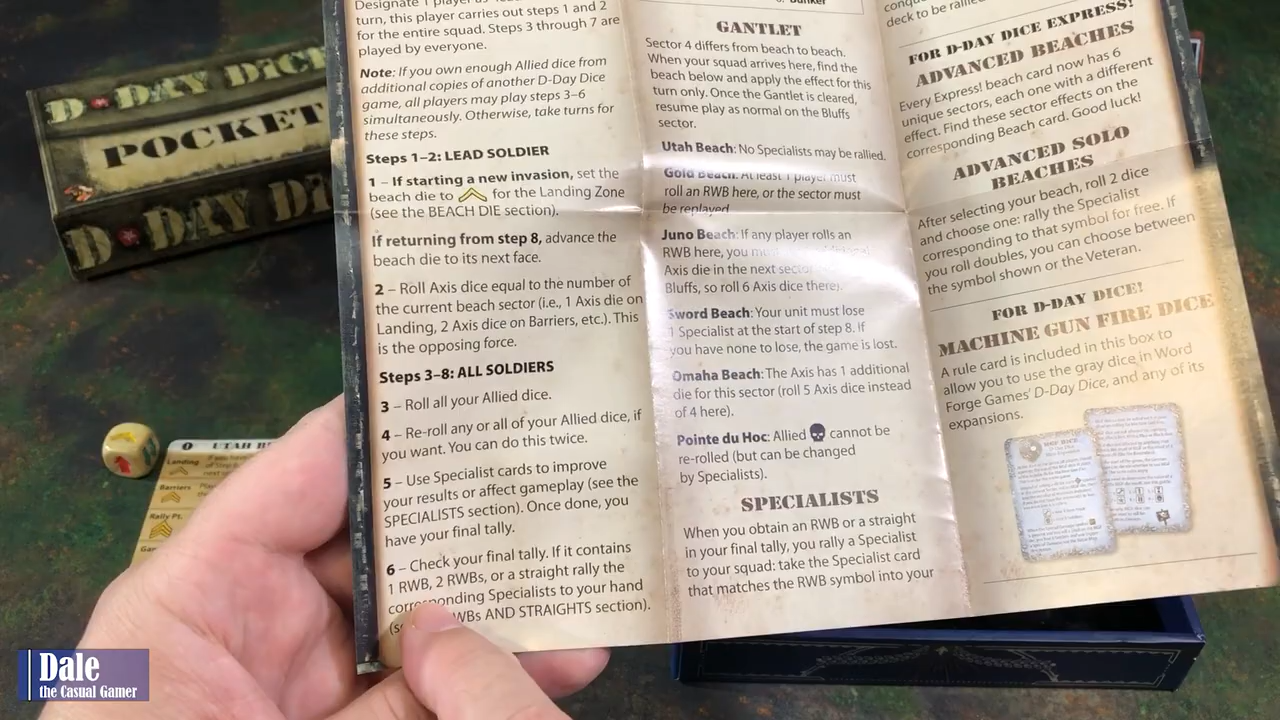 D-DAY DICE
POCKET
D-DAY DI
UTAH B
Landing
Barriers
Rally Pt.
Designate 1 player as
turn, this player carries out steps 1 and 2
for the entire squad. Steps 3 through 7 are
played by everyone.
Note: If you own enough Allied dice from
additional copies of another D-Day Dice
game, all players may play steps 3–6
simultaneously. Otherwise, take turns for
these steps.
Steps 1–2: LEAD SOLDIER
1 – If starting a new invasion, set the
beach die to for the Landing Zone
(see the BEACH DIE section).
If returning from step 8, advance the
beach die to its next face.
2 – Roll Axis dice equal to the number of
the current beach sector (i.e., 1 Axis die on
Landing, 2 Axis dice on Barriers, etc.). This
is the opposing force.
Steps 3–8: ALL SOLDIERS
3 – Roll all your Allied dice.
4 – Re-roll any or all of your Allied dice, if
you want. You can do this twice.
5 – Use Specialist cards to improve
your results or affect gameplay (see the
SPECIALISTS section). Once done, you
have your final tally.
6 – Check your final tally. If it contains
1 RWB, 2 RWBs, or a straight rally the
corresponding Specialists to your hand
WBs AND STRAIGHTS section).
Bunker
GANTLET
Sector 4 differs from beach to beach.
When your squad arrives here, find the
beach below and apply the effect for this
turn only. Once the Gantlet is cleared,
resume play as normal on the Bluffs
sector.
Utah Beach: No Specialists may be rallied.
Gold Beach: At least 1 player must
roll an RWB here, or the sector must
be replayed.
Juno Beach: If any player rolls an
RWB here, you
Axis die in the next sector
Bluffs, so roll 6 Axis dice there).
Sword Beach: Your unit must lose
1 Specialist at the start of step 8. If
you have none to lose, the game is lost.
Omaha Beach: The Axis has 1 additional
die for this sector (roll 5 Axis dice instead
of 4 here).
Pointe du Hoc: Allied cannot be
re-rolled (but can be changed
by Specialists).
SPECIALISTS
When you obtain an RWB or a straight
in your final tally, you rally a Specialist
to your squad: take the Specialist card
that matches the RWB symbol into your
deck to be rallie
FOR D-DAY DICE EXPRESS!
ADVANCED BEACHES
Every Express! beach card now has 6
unique sectors, each one with a different
effect. Find these sector effects on the
corresponding Beach card. Good luck!
ADVANCED SOLO
BEACHES
After selecting your beach, roll 2 dice
and choose one: rally the Specialist
corresponding to that symbol for free. If
you roll doubles, you can choose between
the symbol shown or the Veteran.
FOR D-DAY DICE!
MACHINE GUN FIRE DICE
A rule card is included in this box to
allow you to use the gray dice in Word
Forge Games' D-Day Dice, and any of its
expansions.
Dale
the Casual Gamer